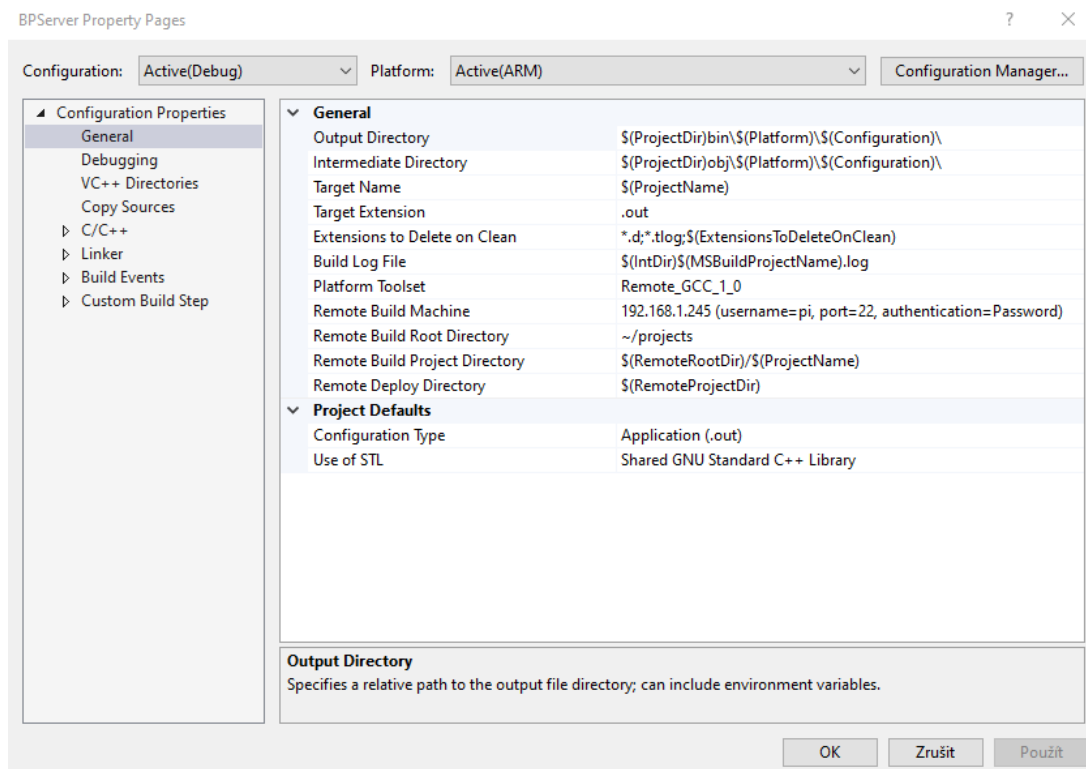 BPServer Property Pages ? ×
Configuration: Active(Debug) Platform: Active(ARM) Configuration Manager...
Configuration Properties
General
Debugging
VC++ Directories
Copy Sources
C/C++
Linker
Build Events
Custom Build Step
General
Output Directory $(ProjectDir)bin\$(Platform)\$(Configuration)\
Intermediate Directory $(ProjectDir)obj\$(Platform)\$(Configuration)\
Target Name $(ProjectName)
Target Extension .out
Extensions to Delete on Clean *.d;*.tlog;$(ExtensionsToDeleteOnClean)
Build Log File $(IntDir)$(MSBuildProjectName).log
Platform Toolset Remote_GCC_1_0
Remote Build Machine 192.168.1.245 (username=pi, port=22, authentication=Password)
Remote Build Root Directory ~/projects
Remote Build Project Directory $(RemoteRootDir)/$(ProjectName)
Remote Deploy Directory $(RemoteProjectDir)
Project Defaults
Configuration Type Application (.out)
Use of STL Shared GNU Standard C++ Library
Output Directory
Specifies a relative path to the output file directory; can include environment variables.
OK Zrušit Použít